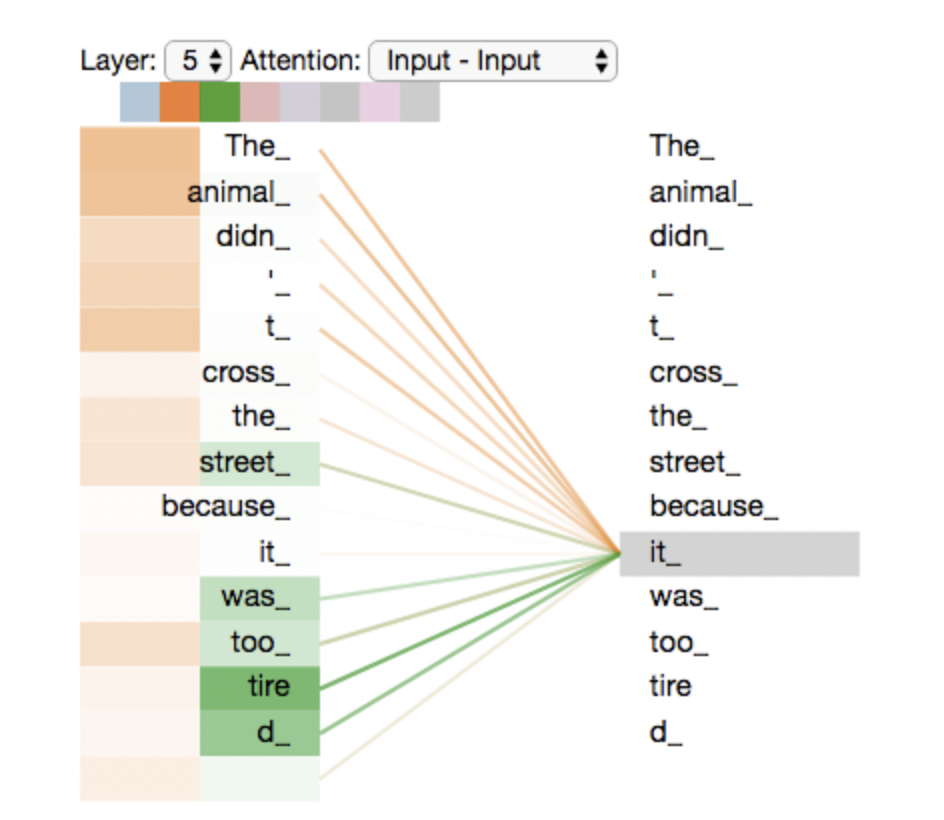 Layer: 5 Attention: Input - Input
The_ The_
animal_ animal_
didn_ didn_
'_ '_
t_ t_
cross_ cross_
the_ the_
street_ street_
because_ because_
it_ it_
was_ was_
too_ too_
tire tire
d_ d_